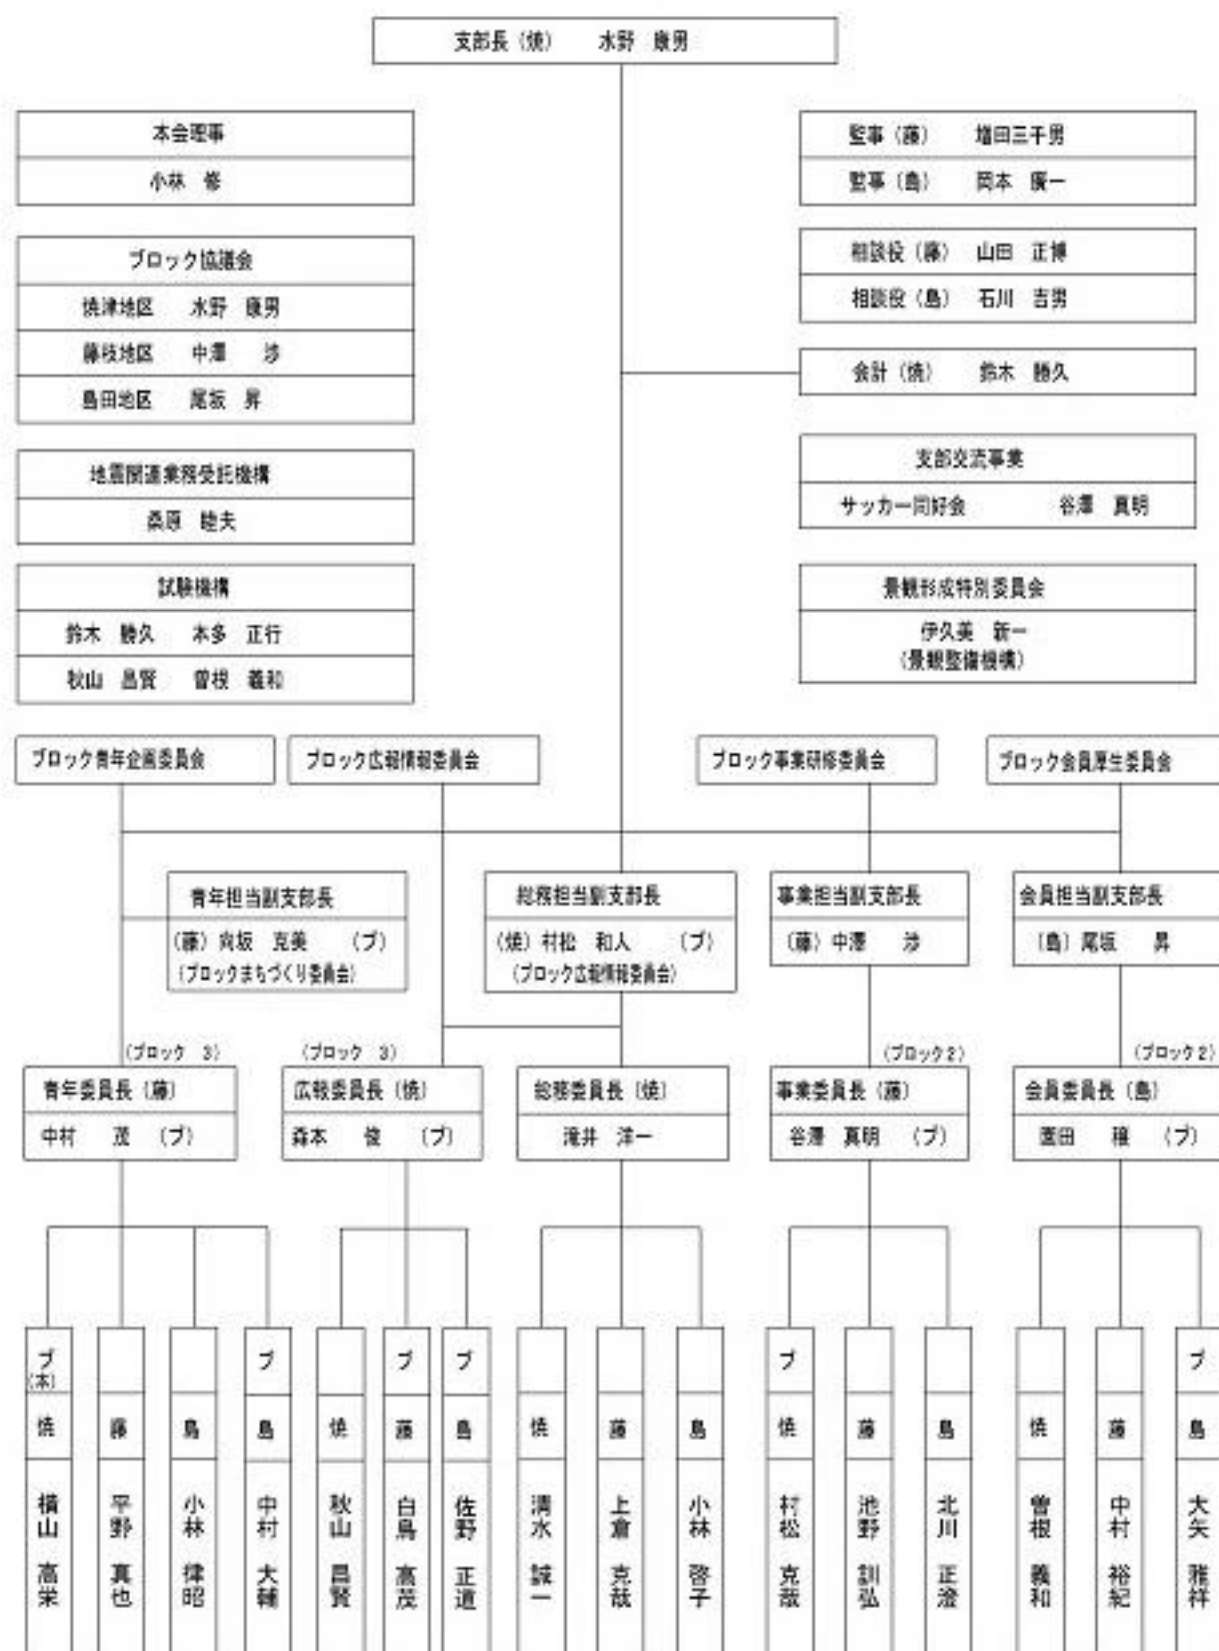 支部長（焼）　水野　康男
本会理事
小林　修
ブロック協議会
焼津地区　水野　康男
藤枝地区　中澤　渉
島田地区　尾坂　昇
地震関連業務受託機構
桑原　睦夫
試験機構
鈴木　勝久　本多　正行
秋山　昌賢　曽根　義和
監事（藤）　増田三千男
監事（島）　岡本　廣一
相談役（藤）　山田　正博
相談役（島）　石川　吉男
会計（焼）　鈴木　勝久
支部交流事業
サッカー同好会　谷澤　真明
景観形成特別委員会
伊久美　新一
（景観整備機構）
ブロック青年企画委員会
ブロック広報情報委員会
ブロック事業研修委員会
ブロック会員厚生委員会
青年担当副支部長
（藤）向坂　克美　（ブ）
（ブロックまちづくり委員会）
総務担当副支部長
（焼）村松　和人　（ブ）
（ブロック広報情報委員会）
事業担当副支部長
（藤）中澤　渉
会員担当副支部長
（島）尾坂　昇
（ブロック　3）
青年委員長（藤）
中村　茂　（ブ）
（ブロック　3）
広報委員長（焼）
森本　俊　（ブ）
総務委員長（焼）
滝井　洋一
（ブロック2）
事業委員長（藤）
谷澤　真明　（ブ）
（ブロック2）
会員委員長（島）
園田　穣　（ブ）
ブ（本）　焼　横山　高栄
藤　平野　真也
島　小林　律昭
ブ　島　中村　大輔
焼　秋山　昌賢
ブ　藤　白鳥　高茂
ブ　島　佐野　正道
焼　清水　誠一
藤　上倉　克哉
島　小林　啓子
ブ　焼　村松　克哉
藤　池野　訓弘
島　北川　正澄
焼　曽根　義和
藤　中村　裕紀
ブ　島　大矢　雅祥